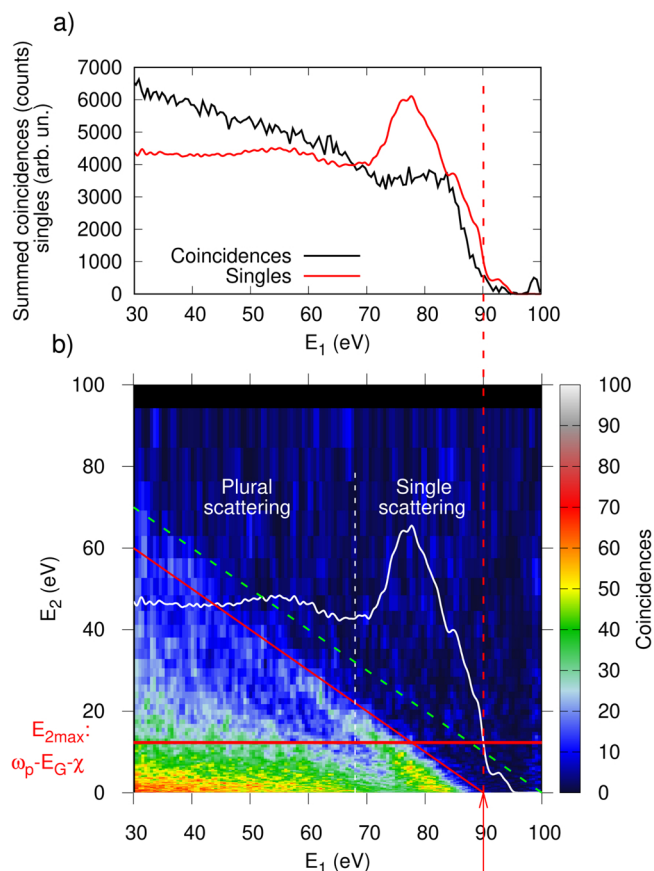 a)
Summed coincidences (counts)
singles (arb. un.)
7000
6000
5000
4000
3000
2000
1000
0
Coincidences
Singles
30 40 50 60 70 80 90 100
E₁ (eV)
b)
100
80
60
40
20
0
E₂ (eV)
Plural
scattering
Single
scattering
E₂ₘₐₓ:
ωₚ-E_G-χ
30 40 50 60 70 80 90 100
E₁ (eV)
100
90
80
70
60
50
40
30
20
10
0
Coincidences